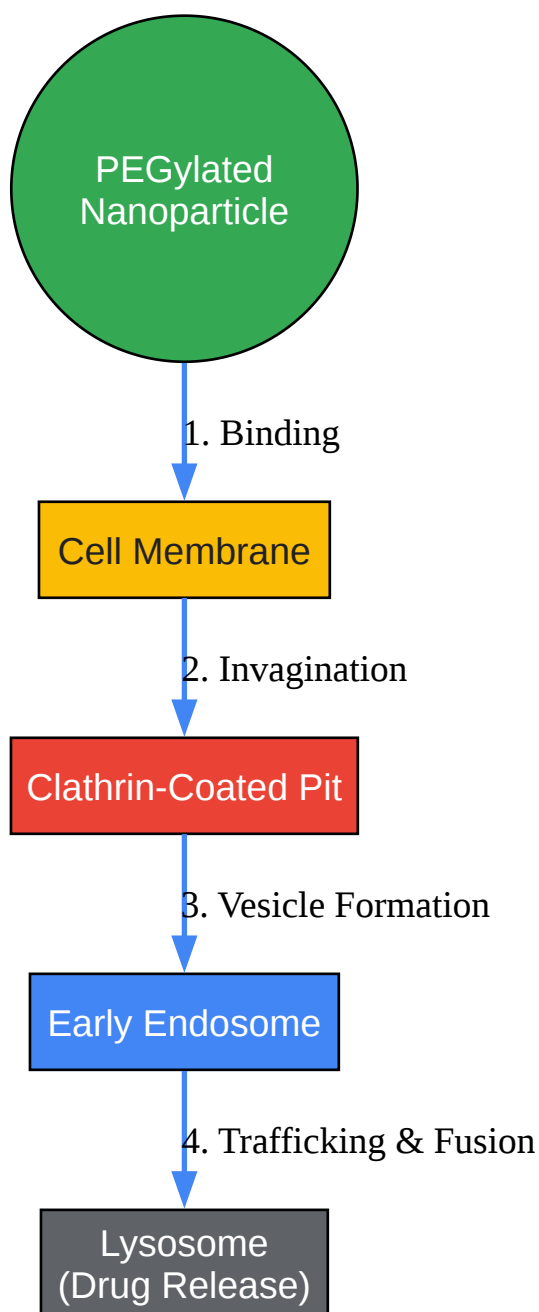 PEGylated
Nanoparticle
1. Binding
Cell Membrane
2. Invagination
Clathrin-Coated Pit
3. Vesicle Formation
Early Endosome
4. Trafficking & Fusion
Lysosome
(Drug Release)